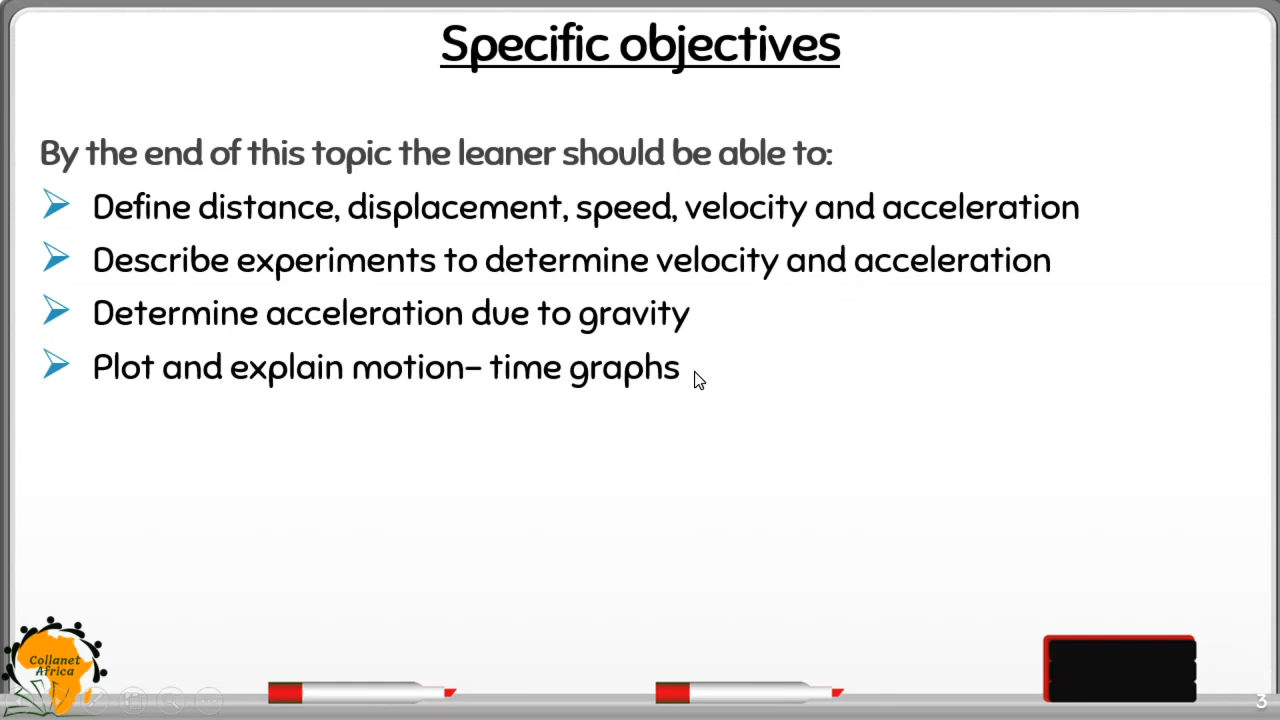 Specific objectives
By the end of this topic the leaner should be able to:
Define distance, displacement, speed, velocity and acceleration
Describe experiments to determine velocity and acceleration
Determine acceleration due to gravity
Plot and explain motion– time graphs
Collanet
Africa
3